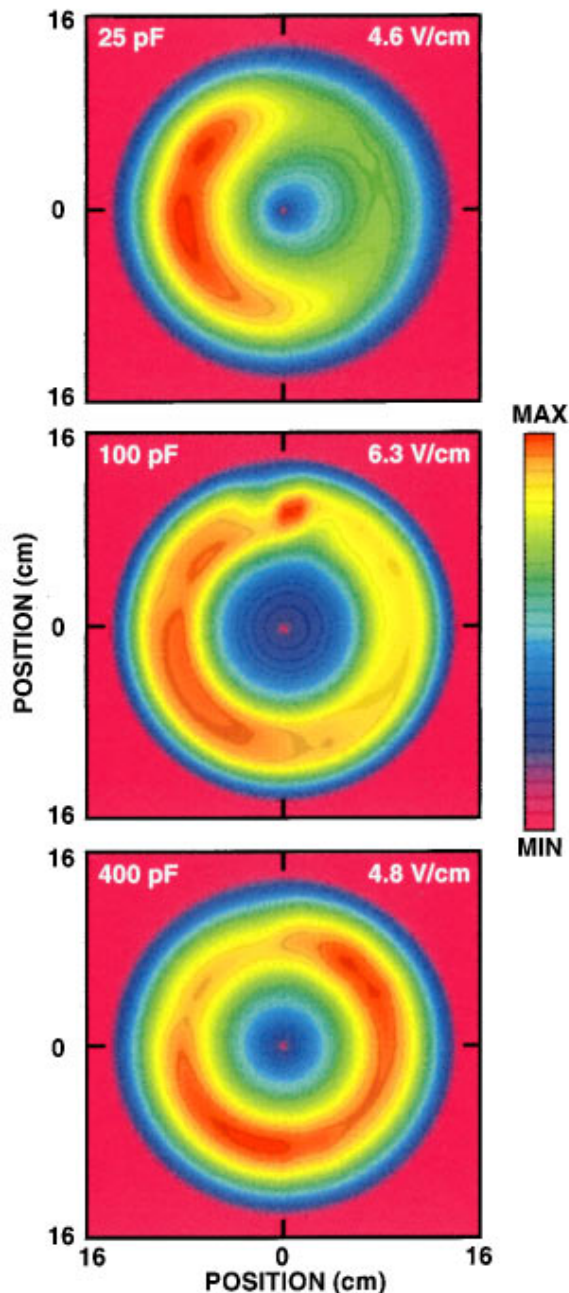 16
25 pF 4.6 V/cm
0
16
MAX
16
100 pF 6.3 V/cm
POSITION (cm)
0
16
MIN
16
400 pF 4.8 V/cm
0
16
16 0 16
POSITION (cm)